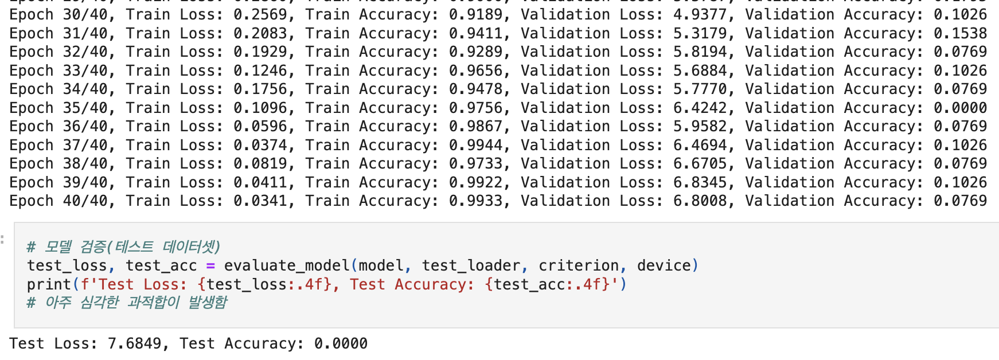 Epoch 30/40, Train Loss: 0.2569, Train Accuracy: 0.9189, Validation Loss: 4.9377, Validation Accuracy: 0.1026
Epoch 31/40, Train Loss: 0.2083, Train Accuracy: 0.9411, Validation Loss: 5.3179, Validation Accuracy: 0.1538
Epoch 32/40, Train Loss: 0.1929, Train Accuracy: 0.9289, Validation Loss: 5.8194, Validation Accuracy: 0.0769
Epoch 33/40, Train Loss: 0.1246, Train Accuracy: 0.9656, Validation Loss: 5.6884, Validation Accuracy: 0.1026
Epoch 34/40, Train Loss: 0.1756, Train Accuracy: 0.9478, Validation Loss: 5.7770, Validation Accuracy: 0.0769
Epoch 35/40, Train Loss: 0.1096, Train Accuracy: 0.9756, Validation Loss: 6.4242, Validation Accuracy: 0.0000
Epoch 36/40, Train Loss: 0.0596, Train Accuracy: 0.9867, Validation Loss: 5.9582, Validation Accuracy: 0.0769
Epoch 37/40, Train Loss: 0.0374, Train Accuracy: 0.9944, Validation Loss: 6.4694, Validation Accuracy: 0.1026
Epoch 38/40, Train Loss: 0.0819, Train Accuracy: 0.9733, Validation Loss: 6.6705, Validation Accuracy: 0.0769
Epoch 39/40, Train Loss: 0.0411, Train Accuracy: 0.9922, Validation Loss: 6.8345, Validation Accuracy: 0.1026
Epoch 40/40, Train Loss: 0.0341, Train Accuracy: 0.9933, Validation Loss: 6.8008, Validation Accuracy: 0.0769
# 모델 검증(테스트 데이터셋)
test_loss, test_acc = evaluate_model(model, test_loader, criterion, device)
print(f'Test Loss: {test_loss:.4f}, Test Accuracy: {test_acc:.4f}')
# 아주 심각한 과적합이 발생함
Test Loss: 7.6849, Test Accuracy: 0.0000